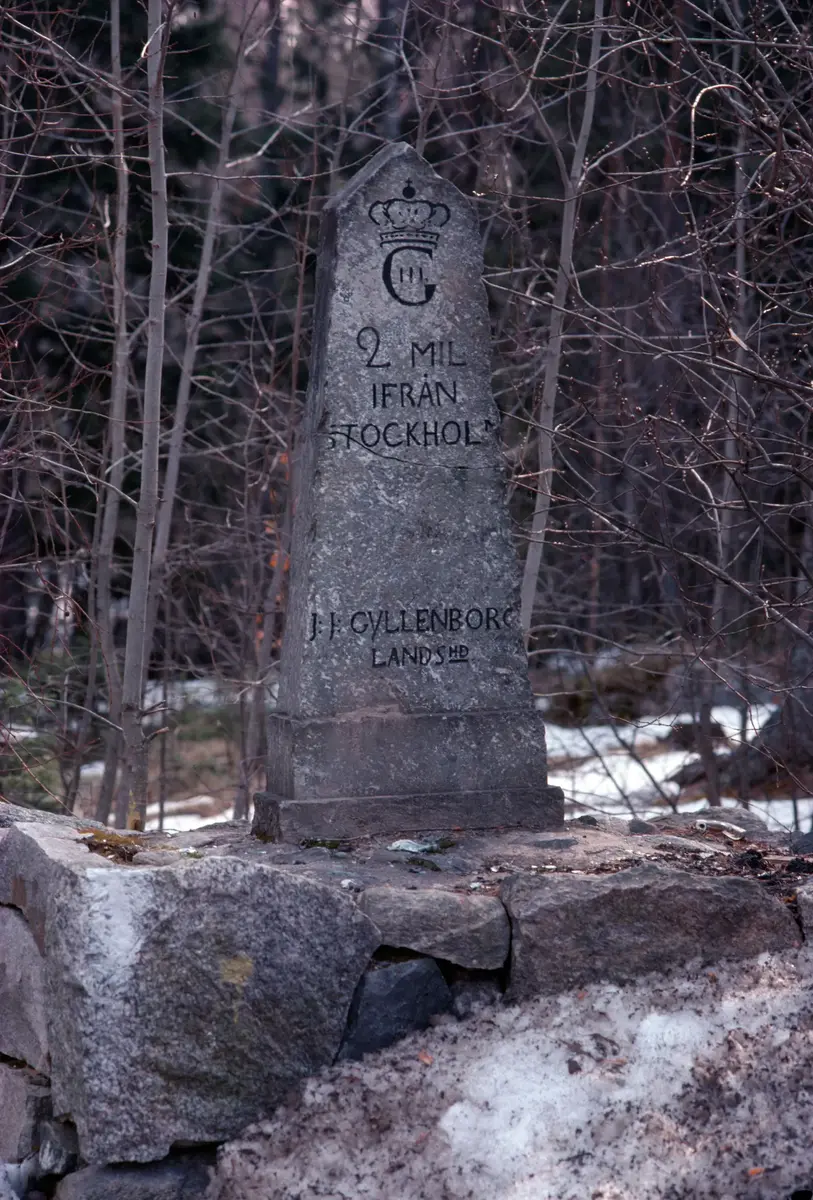 G III
2 MIL
IFRÅN
STOCKHOLM
J. J. GYLLENBORG
LANDSHD